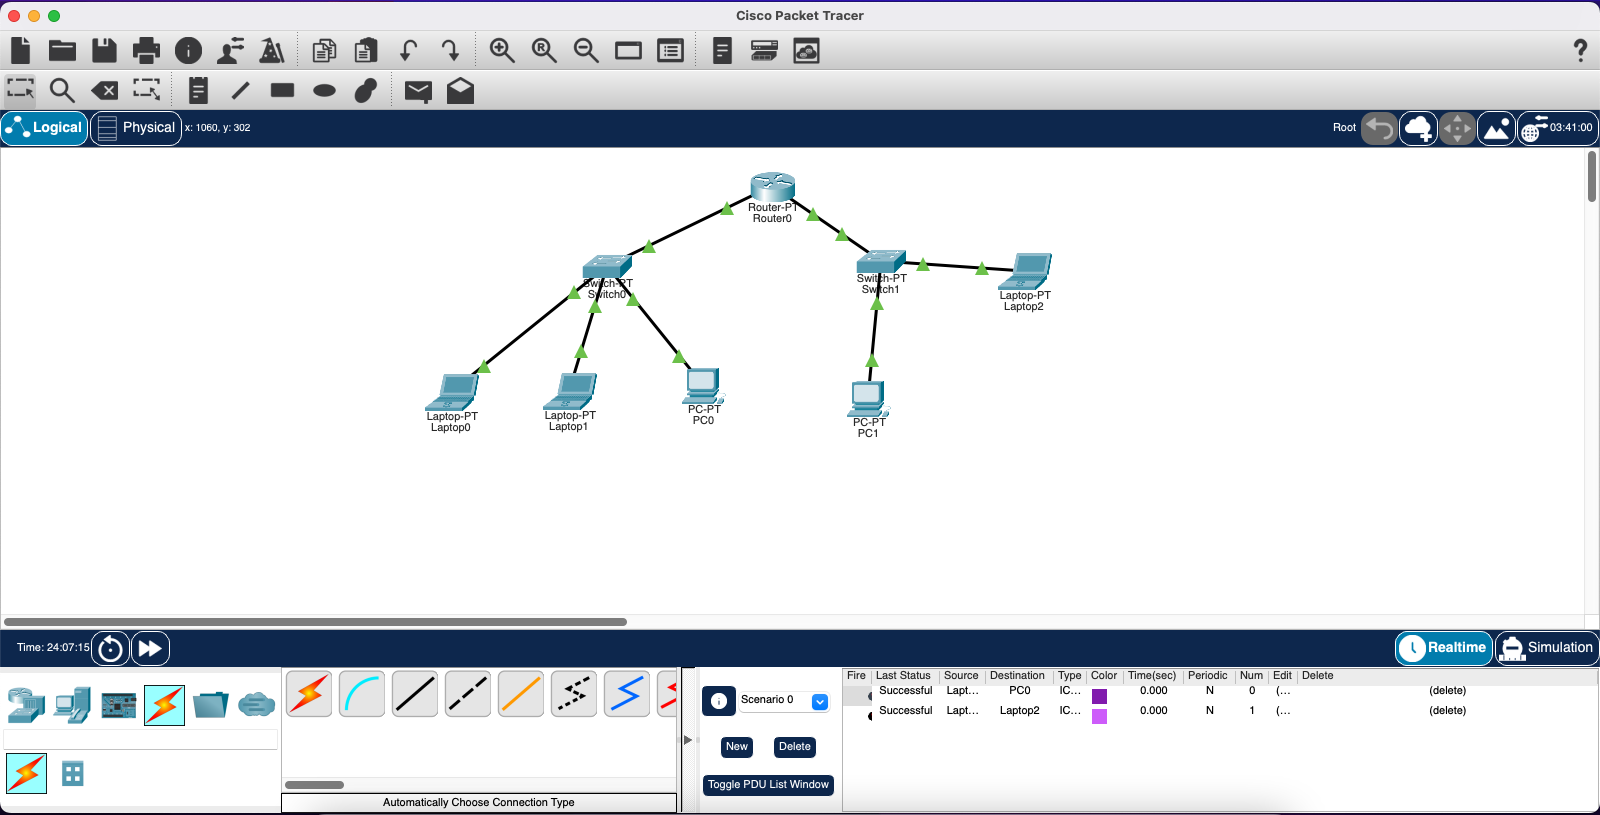 Cisco Packet Tracer
Logical
Physical
x: 1060, y: 302
Root
03:41:00
Router-PT
Router0
Switch-PT
Switch0
Switch-PT
Switch1
Laptop-PT
Laptop2
Laptop-PT
Laptop0
Laptop-PT
Laptop1
PC-PT
PC0
PC-PT
PC1
Time: 24:07:15
Realtime
Simulation
Scenario 0
New
Delete
Toggle PDU List Window
Automatically Choose Connection Type
Fire Last Status Source Destination Type Color Time(sec) Periodic Num Edit Delete
Successful Lapt... PC0 IC... 0.000 N 0 (... (delete)
Successful Lapt... Laptop2 IC... 0.000 N 1 (... (delete)